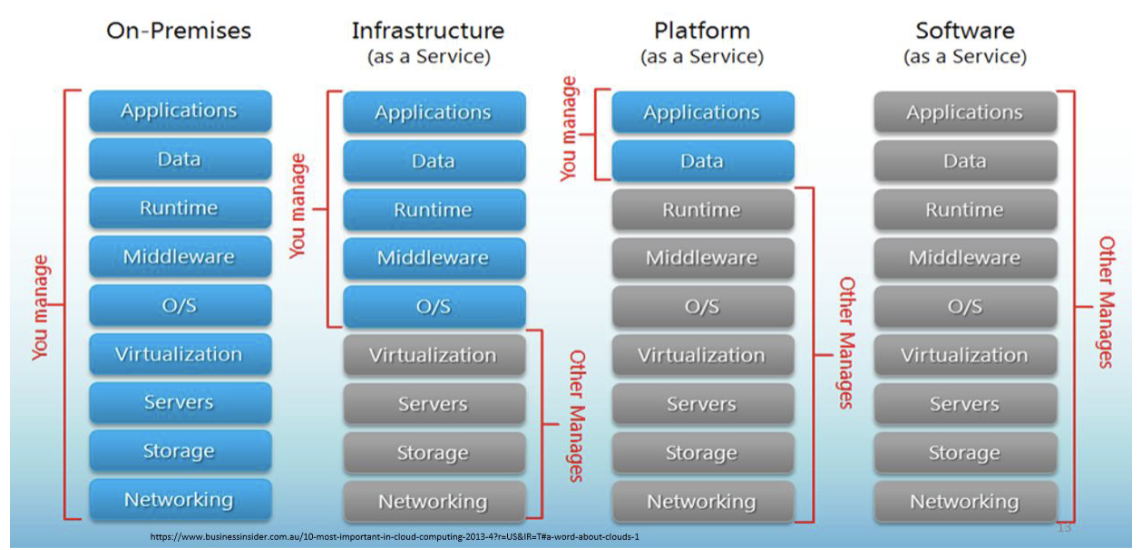 On-Premises
Infrastructure
(as a Service)
Platform
(as a Service)
Software
(as a Service)
You manage
Applications
Data
Runtime
Middleware
O/S
Virtualization
Servers
Storage
Networking
You manage
Applications
Data
Runtime
Middleware
O/S
Virtualization
Servers
Storage
Networking
Other Manages
You manage
Applications
Data
Runtime
Middleware
O/S
Virtualization
Servers
Storage
Networking
Other Manages
Applications
Data
Runtime
Middleware
O/S
Virtualization
Servers
Storage
Networking
Other Manages
13
https://www.businessinsider.com.au/10-most-important-in-cloud-computing-2013-4?r=US&IR=T#a-word-about-clouds-1